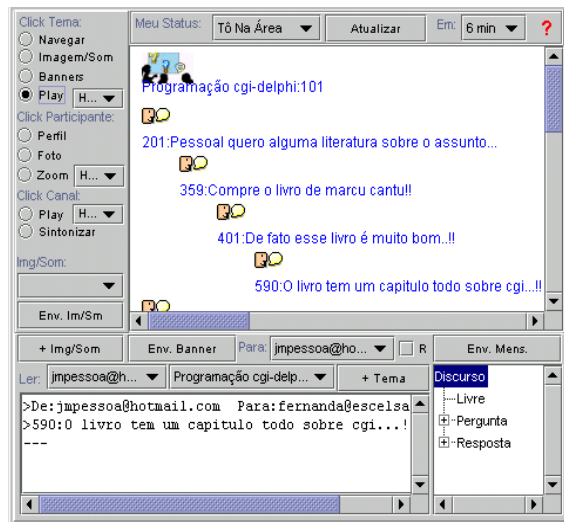 Click Tema:
Navegar
Imagem/Som
Banners
Play H...
Click Participante:
Perfil
Foto
Zoom H...
Click Canal:
Play H...
Sintonizar
Img/Som:
Env. Im/Sm
Meu Status: Tô Na Área Atualizar Em: 6 min ?
Programação cgi-delphi:101
201:Pessoal quero alguma literatura sobre o assunto...
359:Compre o livro de marcu cantu!!
401:De fato esse livro é muito bom..!!
590:O livro tem um capitulo todo sobre cgi...!!
+ Img/Som Env. Banner Para: jmpessoa@ho... R Env. Mens.
Ler: jmpessoa@h... Programação cgi-delp... + Tema
>De:jmpessoa@hotmail.com Para:fernanda@escelsa
>590:O livro tem um capitulo todo sobre cgi...!
---
Discurso
Livre
Pergunta
Resposta